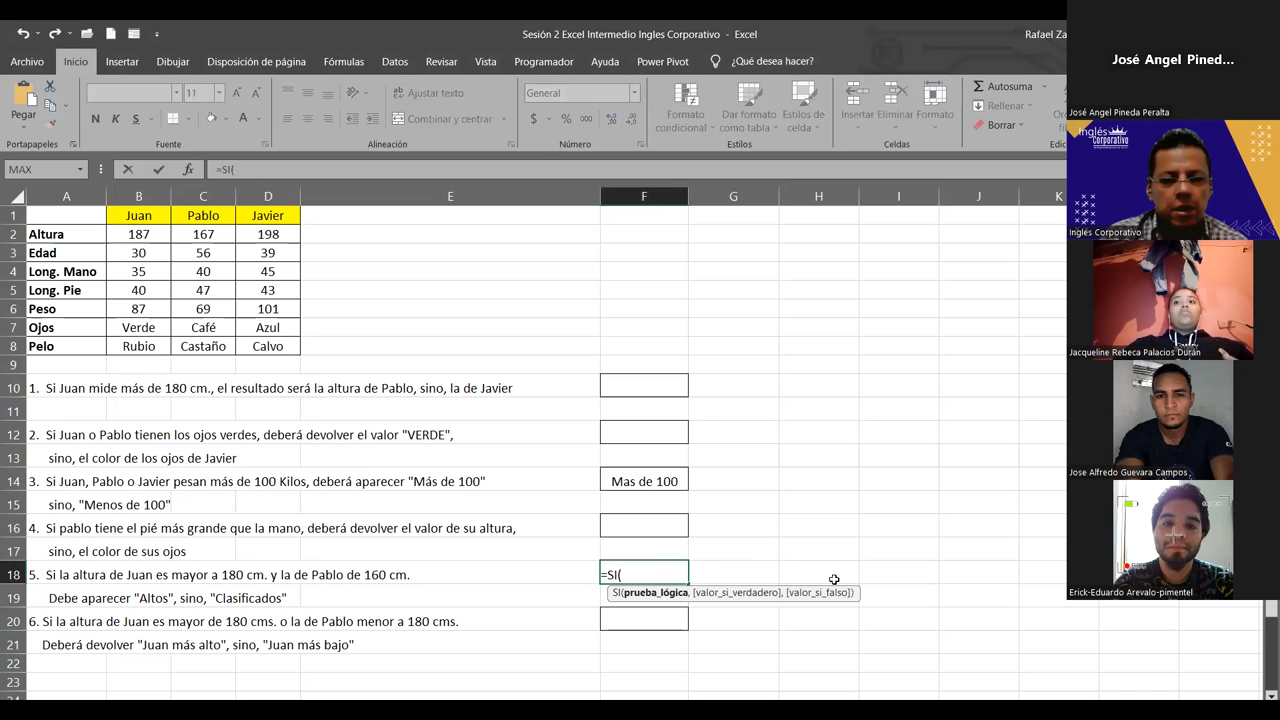 Sesión 2 Excel Intermedio Ingles Corporativo - Excel
Rafael Za
Archivo Inicio Insertar Dibujar Disposición de página Fórmulas Datos Revisar Vista Programador Ayuda Power Pivot ¿Qué desea hacer?
Pegar
11
N K S
Ajustar texto
Combinar y centrar
General
$ % 000
Formato condicional
Dar formato como tabla
Estilos de celda
Insertar Eliminar Formato
Autosuma
Rellenar
Borrar
Portapapeles Fuente Alineación Número Estilos Celdas Edic
MAX fx =SI(
A B C D E F G H I J K
1 Juan Pablo Javier
2 Altura 187 167 198
3 Edad 30 56 39
4 Long. Mano 35 40 45
5 Long. Pie 40 47 43
6 Peso 87 69 101
7 Ojos Verde Café Azul
8 Pelo Rubio Castaño Calvo
9
10 1. Si Juan mide más de 180 cm., el resultado será la altura de Pablo, sino, la de Javier
11
12 2. Si Juan o Pablo tienen los ojos verdes, deberá devolver el valor "VERDE",
13 sino, el color de los ojos de Javier
14 3. Si Juan, Pablo o Javier pesan más de 100 Kilos, deberá aparecer "Más de 100" Mas de 100
15 sino, "Menos de 100"
16 4. Si pablo tiene el pié más grande que la mano, deberá devolver el valor de su altura,
17 sino, el color de sus ojos
18 5. Si la altura de Juan es mayor a 180 cm. y la de Pablo de 160 cm. =SI(
SI(prueba_lógica, [valor_si_verdadero], [valor_si_falso])
19 Debe aparecer "Altos", sino, "Clasificados"
20 6. Si la altura de Juan es mayor de 180 cms. o la de Pablo menor a 180 cms.
21 Deberá devolver "Juan más alto", sino, "Juan más bajo"
22
23
José Angel Pined...
José Angel Pineda Peralta
Inglés Corporativo
Inglés Corporativo
Jacqueline Rebeca Palacios Durán
Jose Alfredo Guevara Campos
Erick-Eduardo Arevalo-pimentel